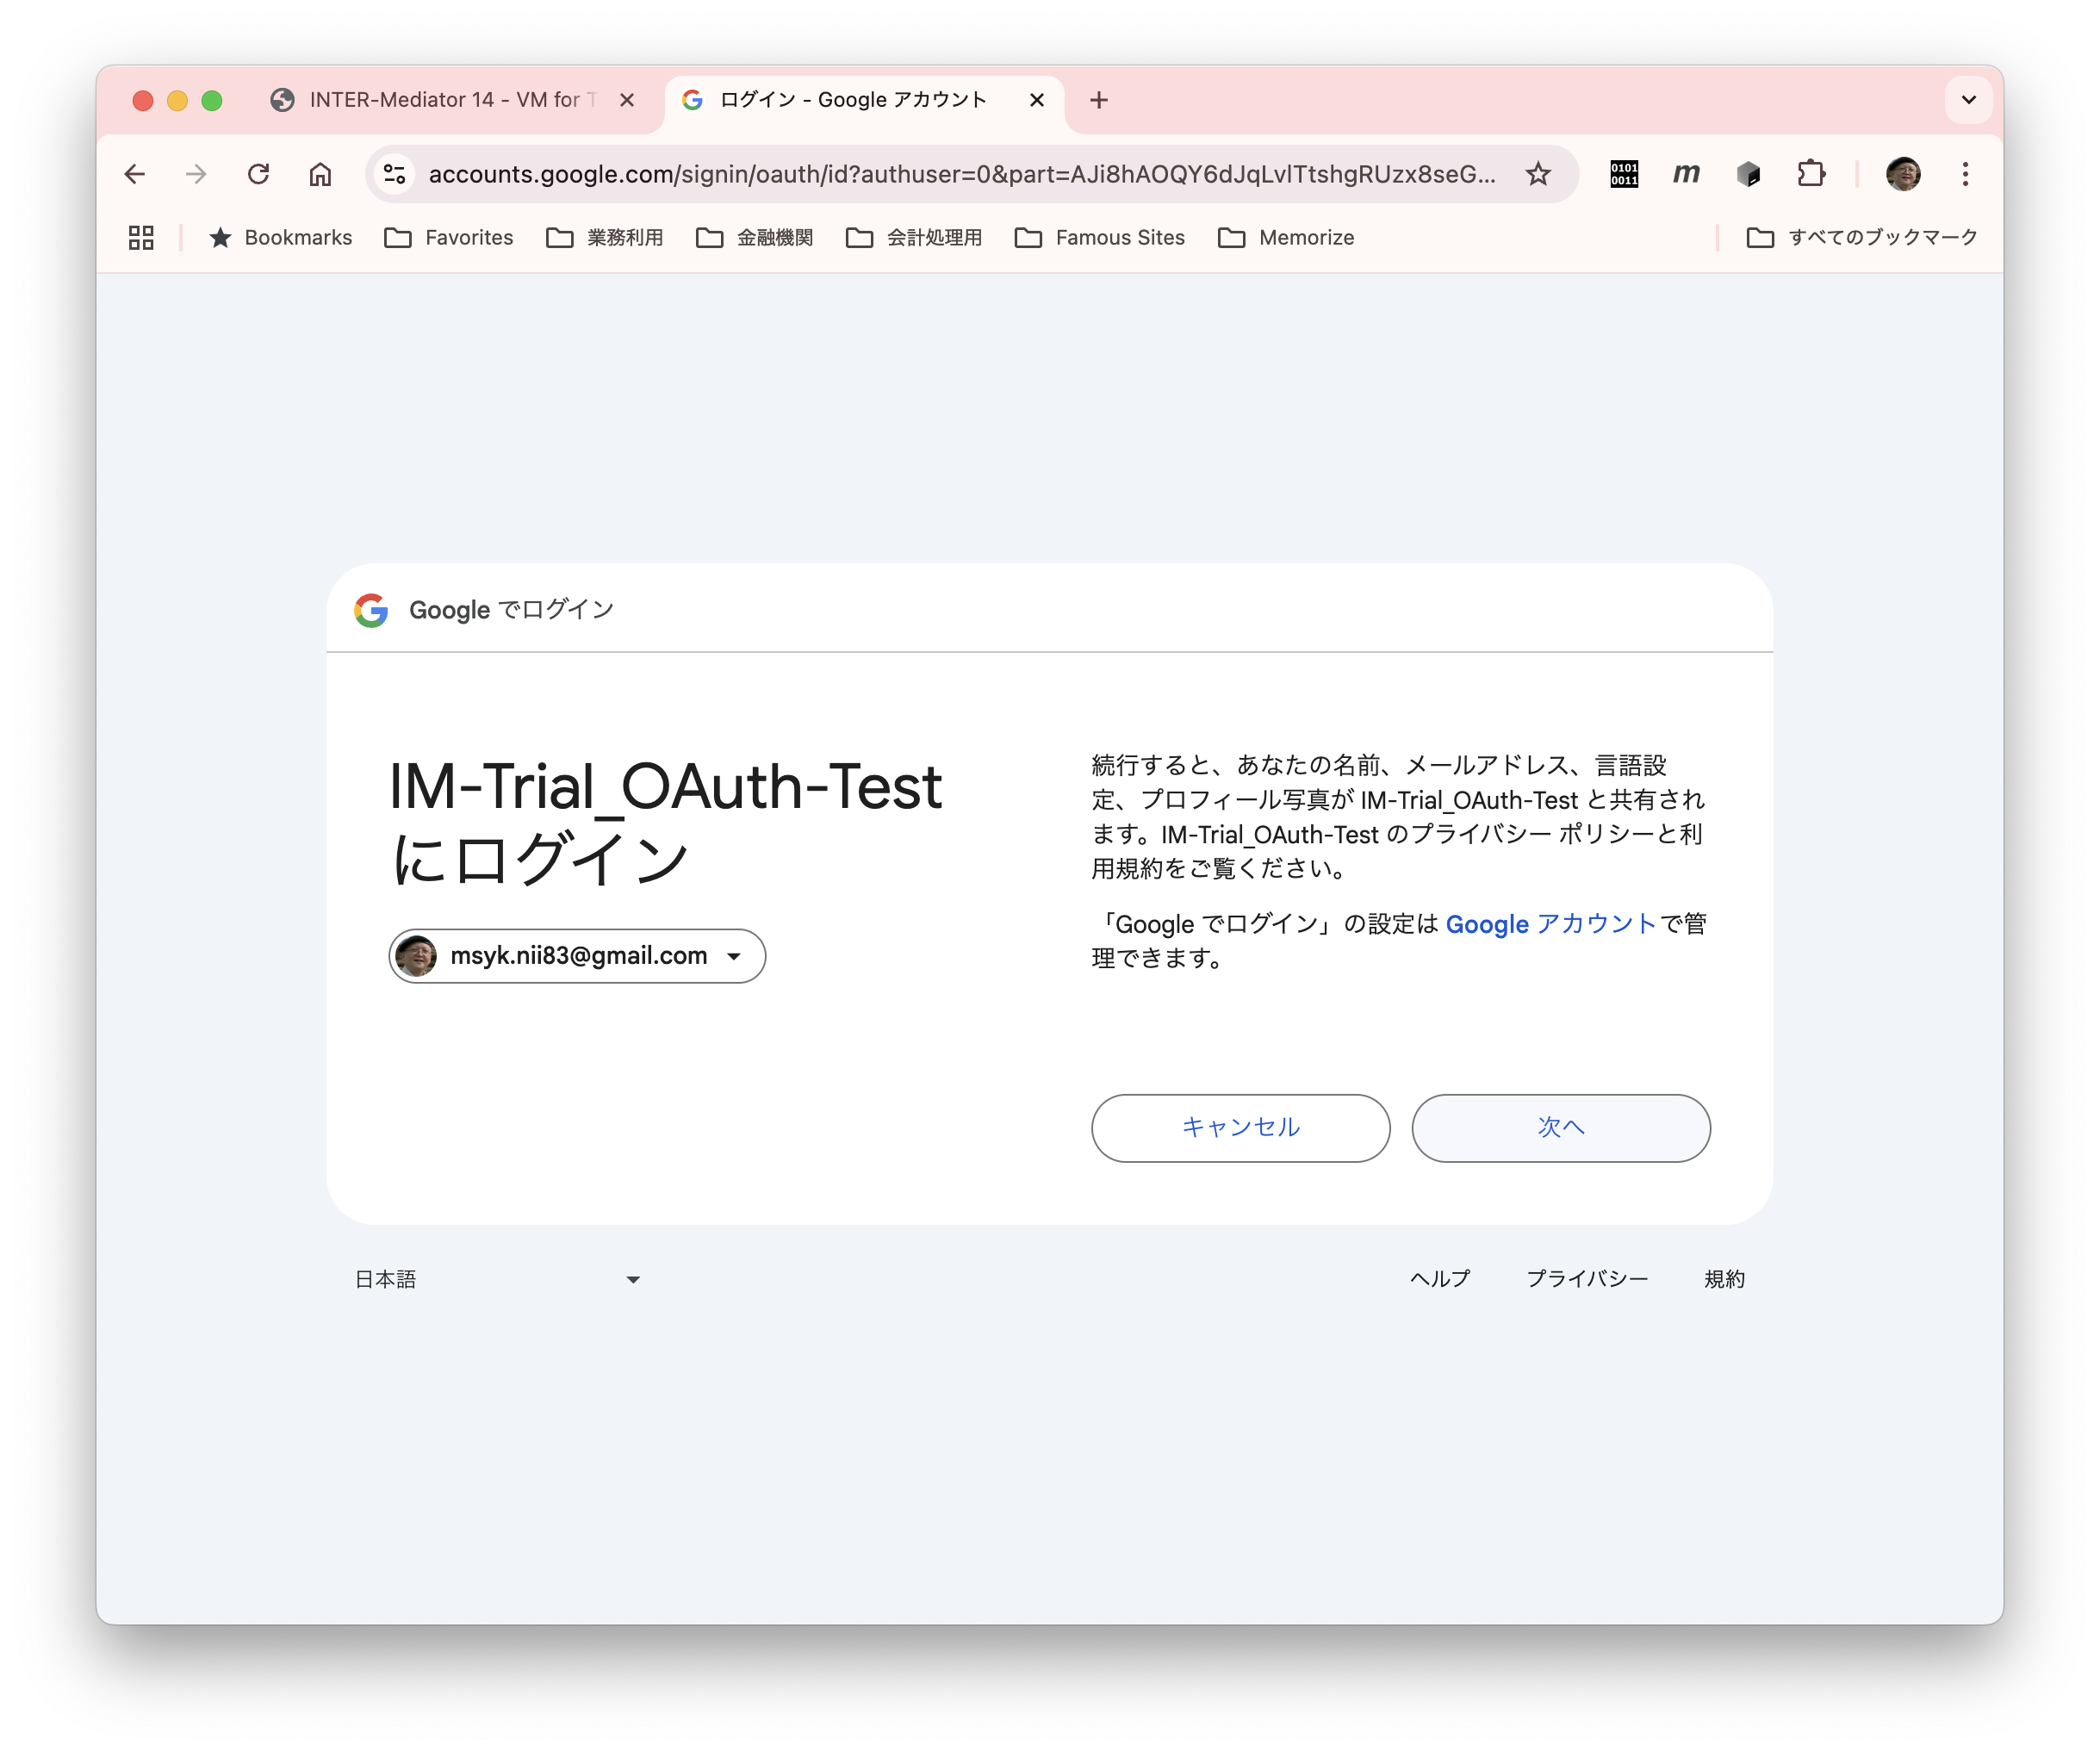 INTER-Mediator 14 - VM for T
ログイン - Google アカウント
accounts.google.com/signin/oauth/id?authuser=0&part=AJi8hAOQY6dJqLvlTtshgRUzx8seG...
0101
0011
m
Bookmarks
Favorites
業務利用
金融機関
会計処理用
Famous Sites
Memorize
すべてのブックマーク
Google でログイン
IM-Trial_OAuth-Test
にログイン
msyk.nii83@gmail.com
続行すると、あなたの名前、メールアドレス、言語設
定、プロフィール写真が IM-Trial_OAuth-Test と共有され
ます。IM-Trial_OAuth-Test のプライバシー ポリシーと利
用規約をご覧ください。
「Google でログイン」の設定は Google アカウントで管
理できます。
キャンセル
次へ
日本語
ヘルプ
プライバシー
規約